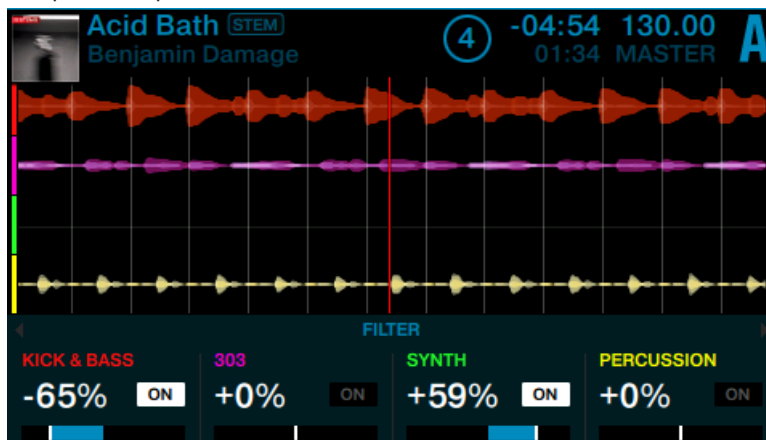 Acid Bath STEM
Benjamin Damage
4
-04:54 130.00
01:34 MASTER
A
FILTER
KICK & BASS 303 SYNTH PERCUSSION
-65% ON +0% ON +59% ON +0% ON